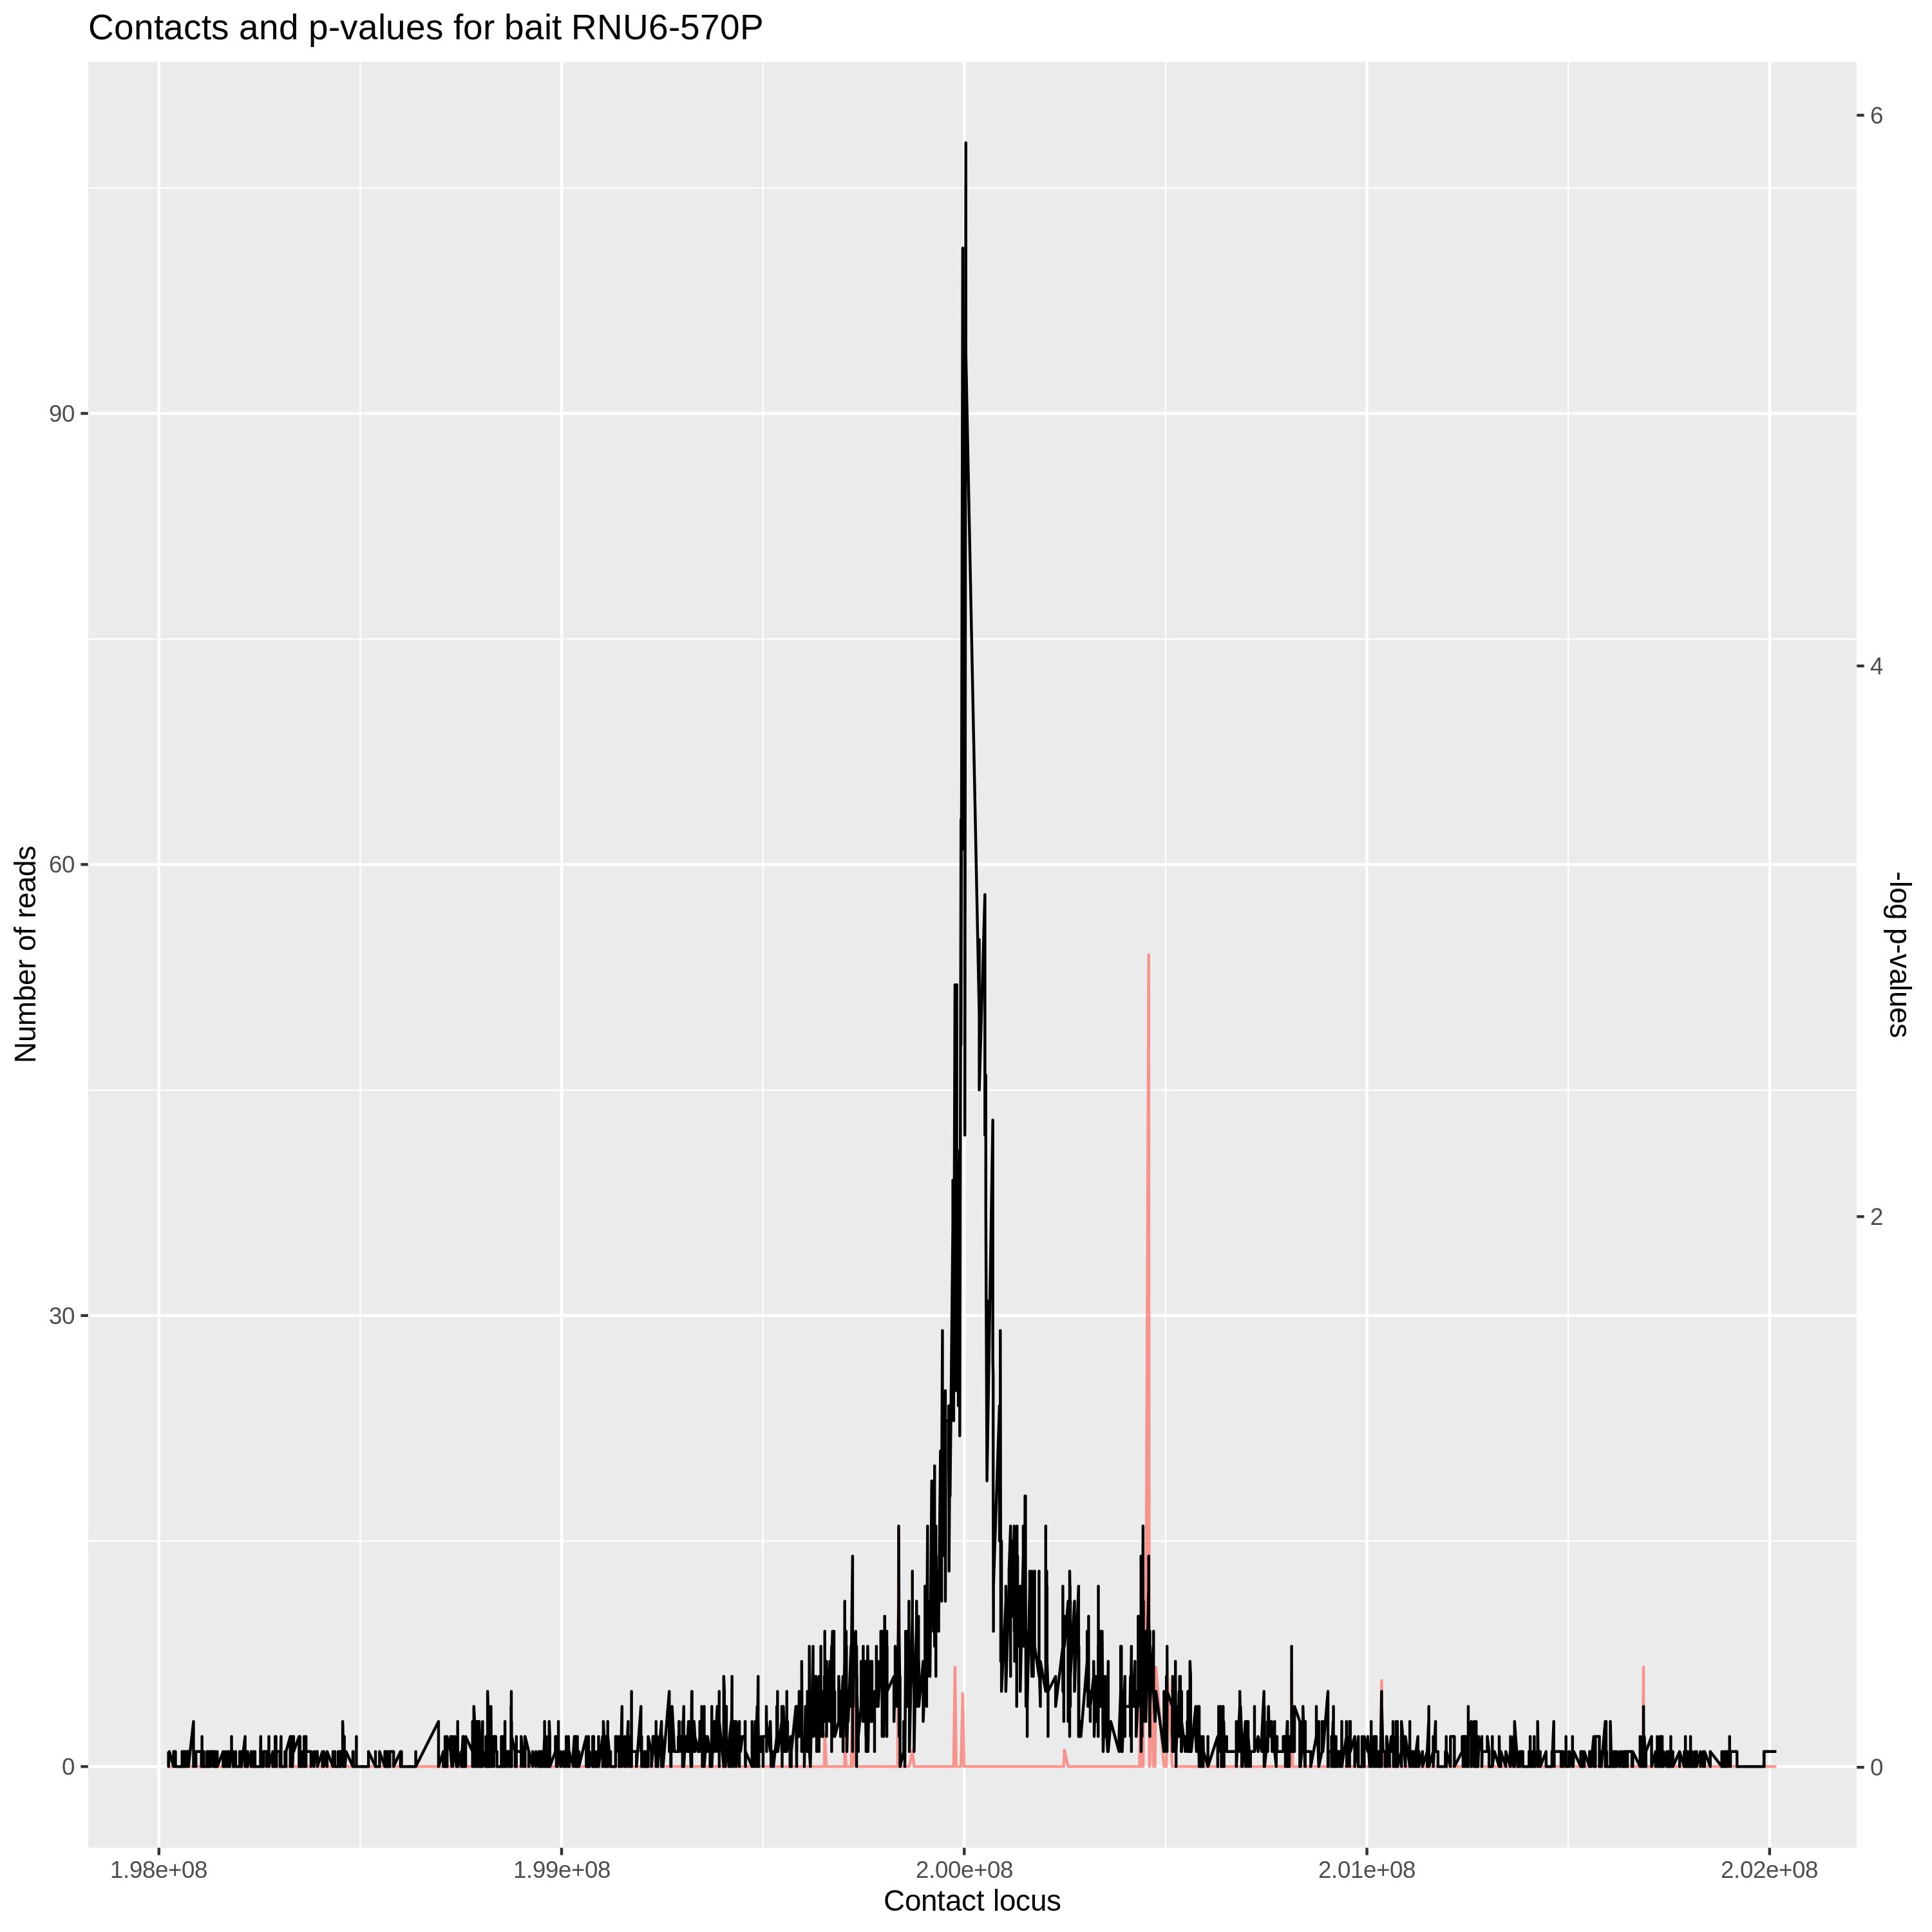 Contacts and p-values for bait RNU6-570P
6
90
4
60
Number of reads
-log p-values
2
30
0
0
1.98e+08
1.99e+08
2.00e+08
2.01e+08
2.02e+08
Contact locus